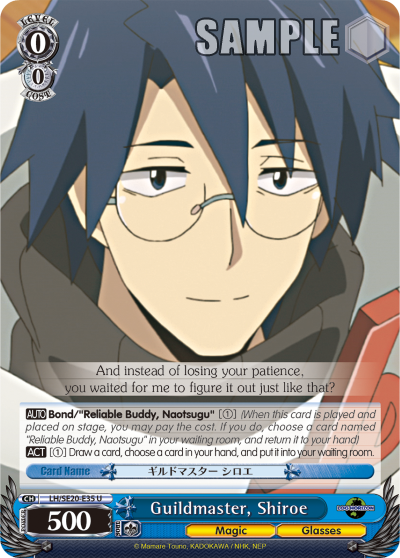 LEVEL
0
0
COST
SAMPLE
And instead of losing your patience,
you waited for me to figure it out just like that?
AUTO Bond/"Reliable Buddy, Naotsugu" [①] (When this card is played and
placed on stage, you may pay the cost. If you do, choose a card named
"Reliable Buddy, Naotsugu" in your waiting room, and return it to your hand)
ACT [①] Draw a card, choose a card in your hand, and put it into your waiting room.
Card Name
ギルドマスター シロエ
CH
LH/SE20-E35 U
Guildmaster, Shiroe
POWER
500
SOUL
Magic
Glasses
© Mamare Touno, KADOKAWA / NHK, NEP